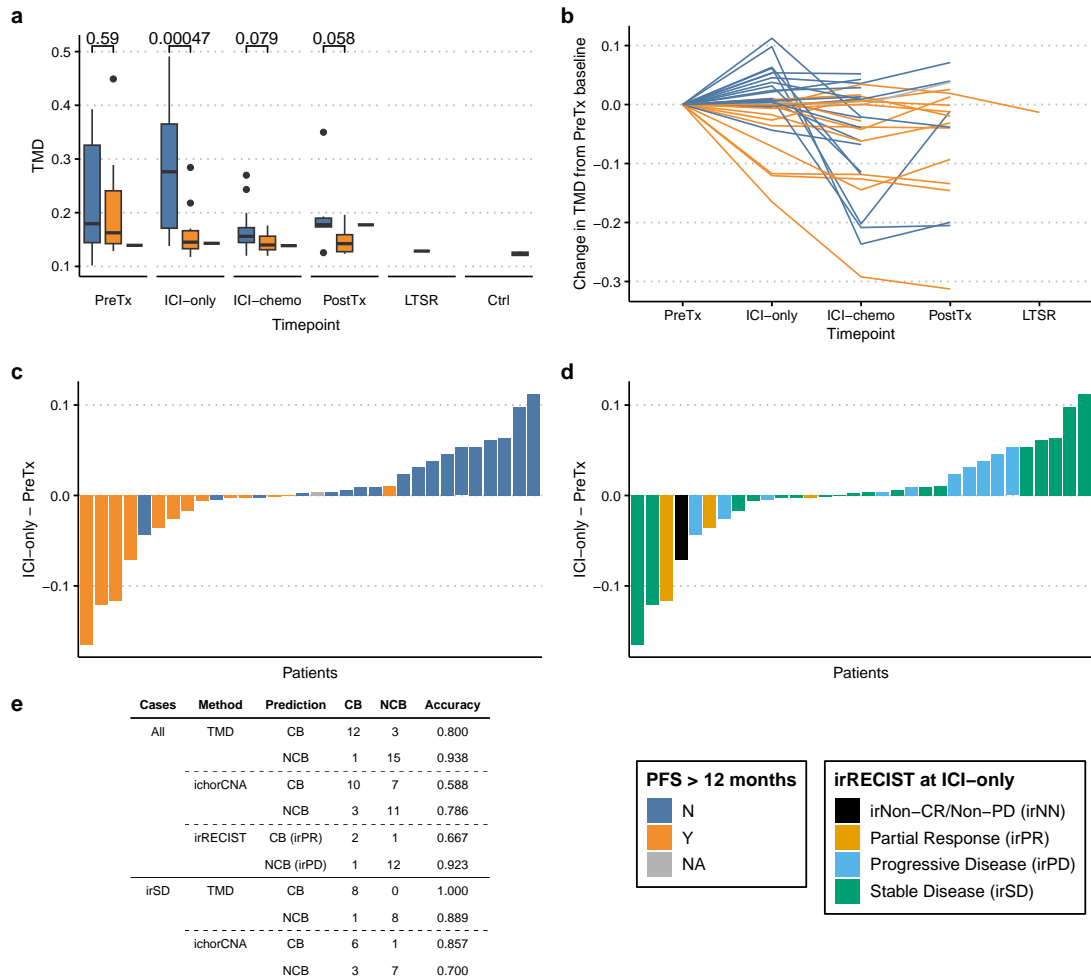 a
0.59 0.00047 0.079 0.058
0.5
0.4
0.3
0.2
0.1
TMD
PreTx ICI−only ICI−chemo PostTx LTSR Ctrl
Timepoint
b
0.1
0.0
−0.1
−0.2
−0.3
Change in TMD from PreTx baseline
PreTx ICI−only ICI−chemo PostTx LTSR
Timepoint
c
0.1
0.0
−0.1
ICI−only − PreTx
Patients
d
0.1
0.0
−0.1
ICI−only − PreTx
Patients
e
Cases Method Prediction CB NCB Accuracy
All TMD CB 12 3 0.800
NCB 1 15 0.938
ichorCNA CB 10 7 0.588
NCB 3 11 0.786
irRECIST CB (irPR) 2 1 0.667
NCB (irPD) 1 12 0.923
irSD TMD CB 8 0 1.000
NCB 1 8 0.889
ichorCNA CB 6 1 0.857
NCB 3 7 0.700
PFS > 12 months
N
Y
NA
irRECIST at ICI−only
irNon−CR/Non−PD (irNN)
Partial Response (irPR)
Progressive Disease (irPD)
Stable Disease (irSD)